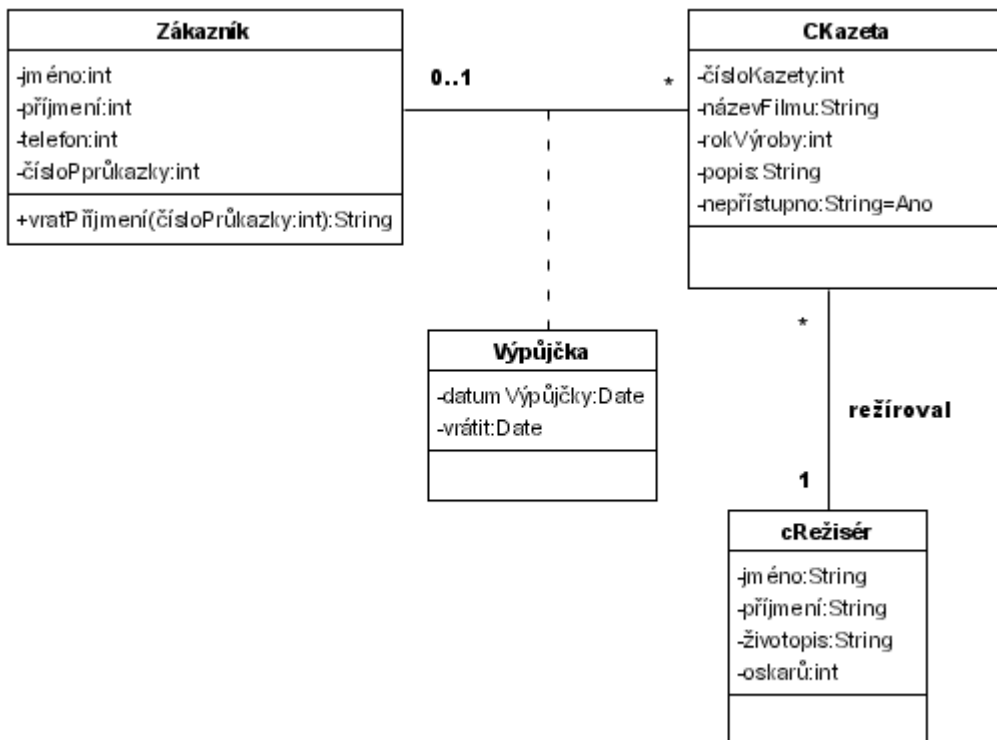 Zákazník
-jméno:int
-příjmení:int
-telefon:int
-čísloPprůkazky:int
+vratPříjmení(čísloPrůkazky:int):String
0..1
*
CKazeta
-čísloKazety:int
-názevFilmu:String
-rokVýroby:int
-popis:String
-nepřístupno:String=Ano
Výpůjčka
-datumVýpůjčky:Date
-vrátit:Date
*
režíroval
1
cRežisér
-jméno:String
-příjmení:String
-životopis:String
-oskarů:int